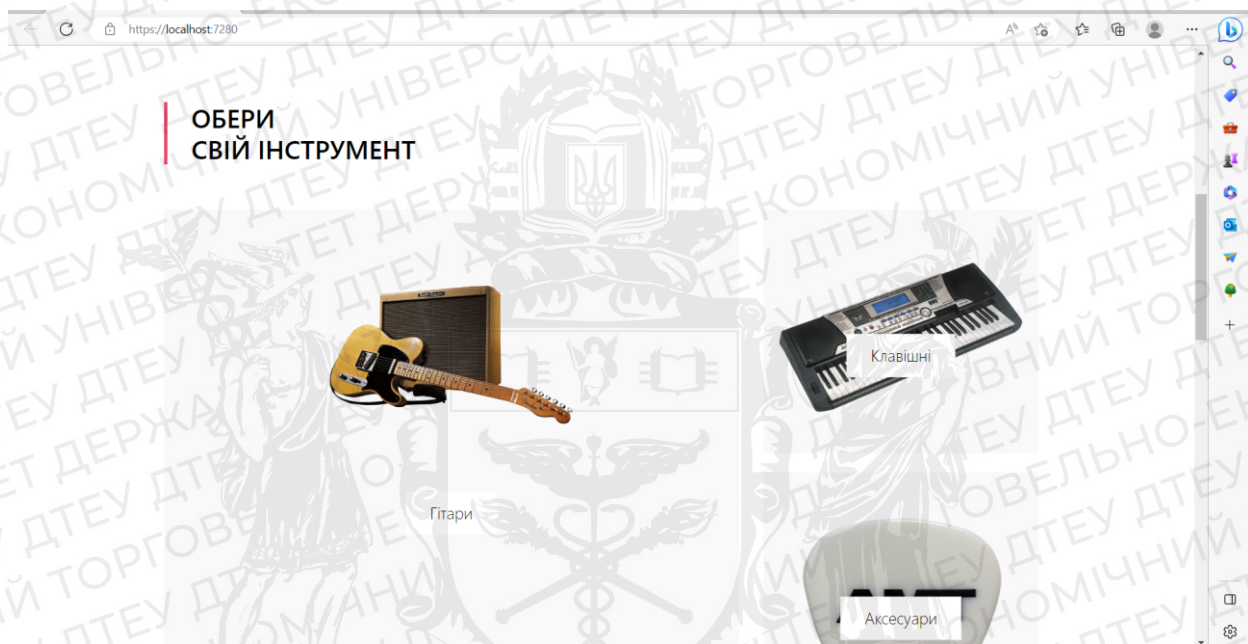 https://localhost:7280
ОБЕРИ
СВІЙ ІНСТРУМЕНТ
Клавішні
Гітари
Аксесуари